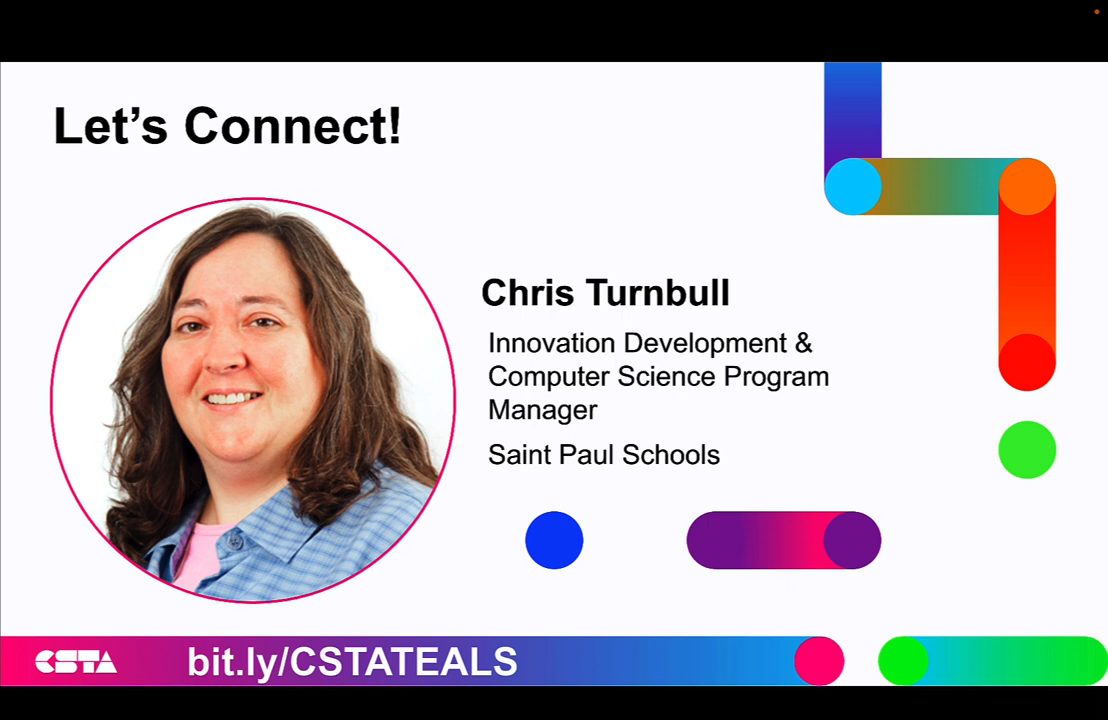 Let’s Connect!
Chris Turnbull
Innovation Development &
Computer Science Program
Manager
Saint Paul Schools
CSTA
bit.ly/CSTATEALS